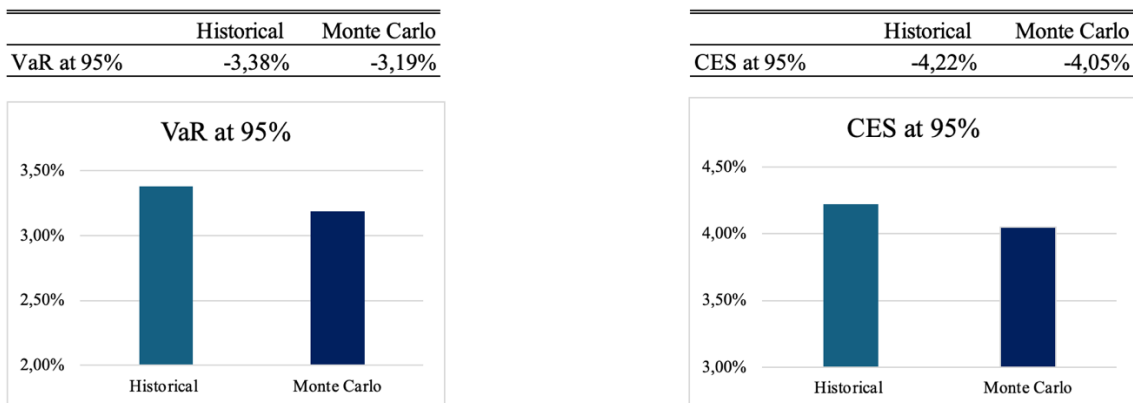 Historical Monte Carlo
VaR at 95% -3,38% -3,19%
VaR at 95%
3,50%
3,00%
2,50%
2,00%
Historical Monte Carlo
Historical Monte Carlo
CES at 95% -4,22% -4,05%
CES at 95%
4,50%
4,00%
3,50%
3,00%
Historical Monte Carlo